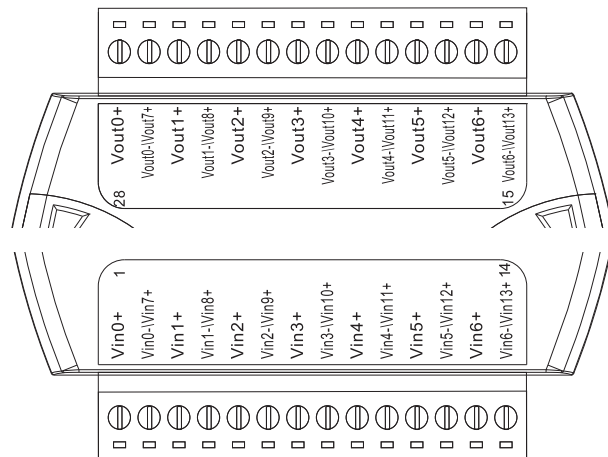 Vout0+
Vout0-\Vout7+
Vout1+
Vout1-\Vout8+
Vout2+
Vout2-\Vout9+
Vout3+
Vout3-\Vout10+
Vout4+
Vout4-\Vout11+
Vout5+
Vout5-\Vout12+
Vout6+
Vout6-\Vout13+
28
15
1
14
Vin0+
Vin0-\Vin7+
Vin1+
Vin1-\Vin8+
Vin2+
Vin2-\Vin9+
Vin3+
Vin3-\Vin10+
Vin4+
Vin4-\Vin11+
Vin5+
Vin5-\Vin12+
Vin6+
Vin6-\Vin13+